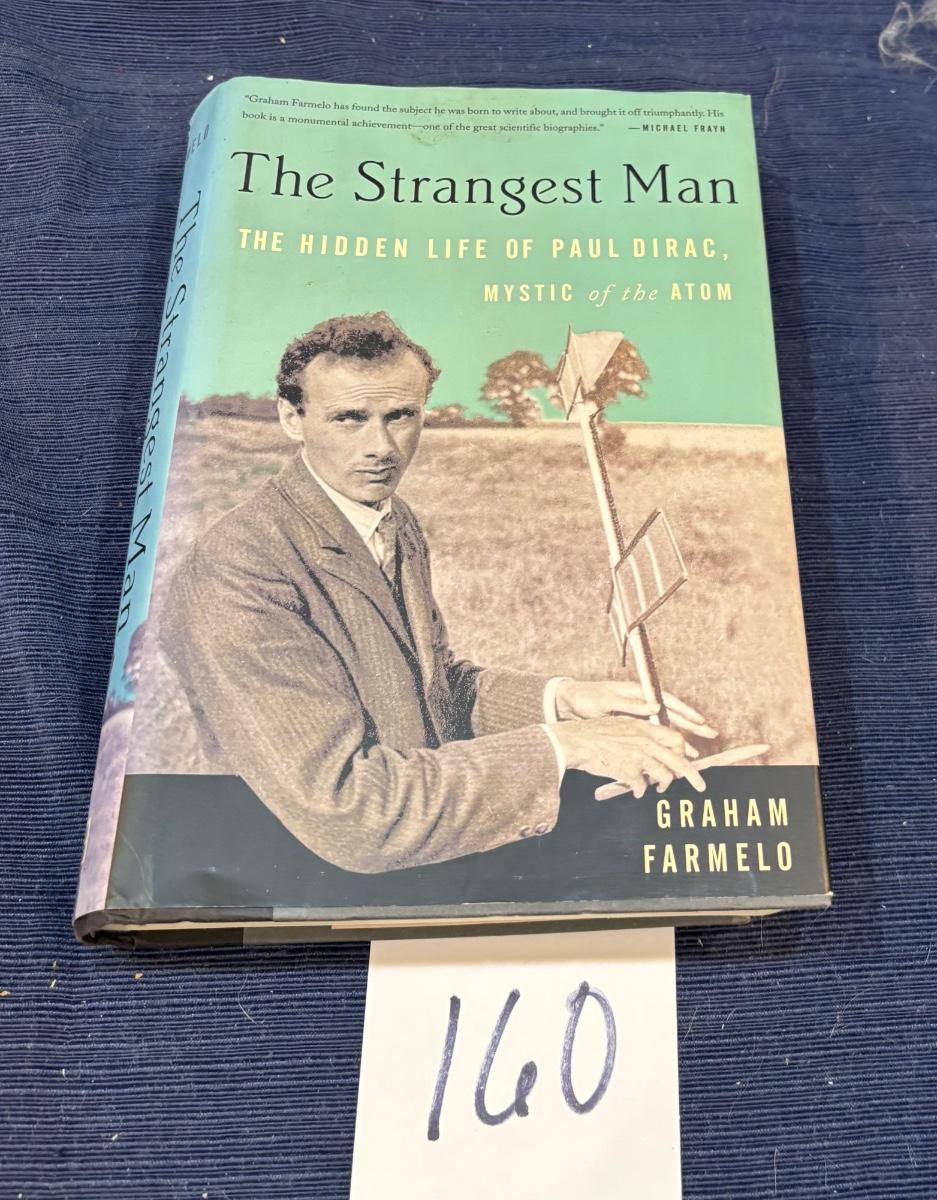 “Graham Farmelo has found the subject he was born to write about, and brought it off triumphantly. His
book is a monumental achievement—one of the great scientific biographies.” —MICHAEL FRAYN
The Strangest Man
THE HIDDEN LIFE OF PAUL DIRAC,
MYSTIC of the ATOM
GRAHAM
FARMELO
The Strangest Man
160